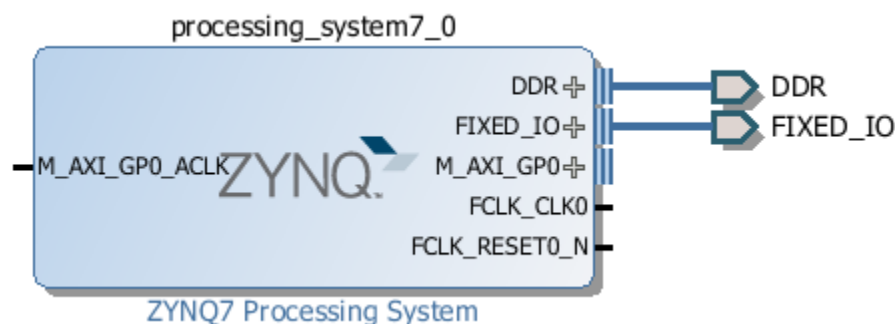 processing_system7_0
DDR
DDR
FIXED_IO
FIXED_IO
M_AXI_GP0_ACLK
ZYNQ
M_AXI_GP0
FCLK_CLK0
FCLK_RESET0_N
ZYNQ7 Processing System